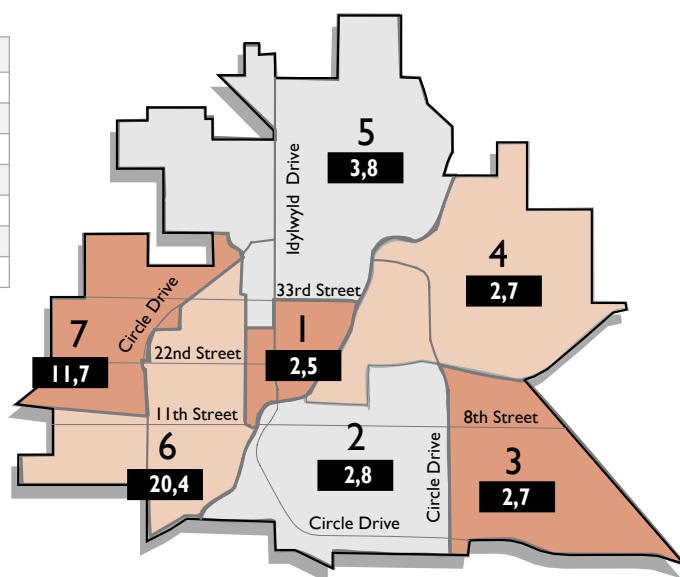 5
3,8
Idylwyld Drive
4
2,7
33rd Street
Circle Drive
7
11,7
1
2,5
22nd Street
11th Street
8th Street
6
20,4
2
2,8
Circle Drive
3
2,7
Circle Drive